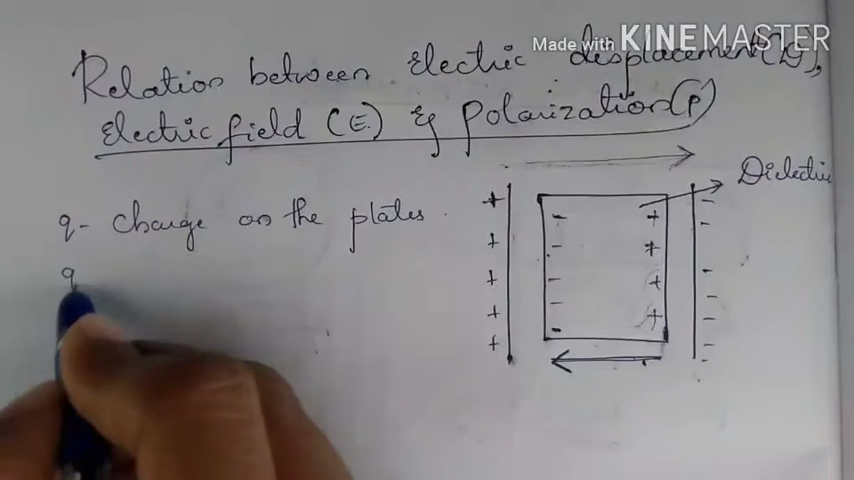 Made with KINEMASTER
Relation between Electric displacement (D),
Electric field (E) & Polarization (P)
Dielectric
q - Charge on the plates
q